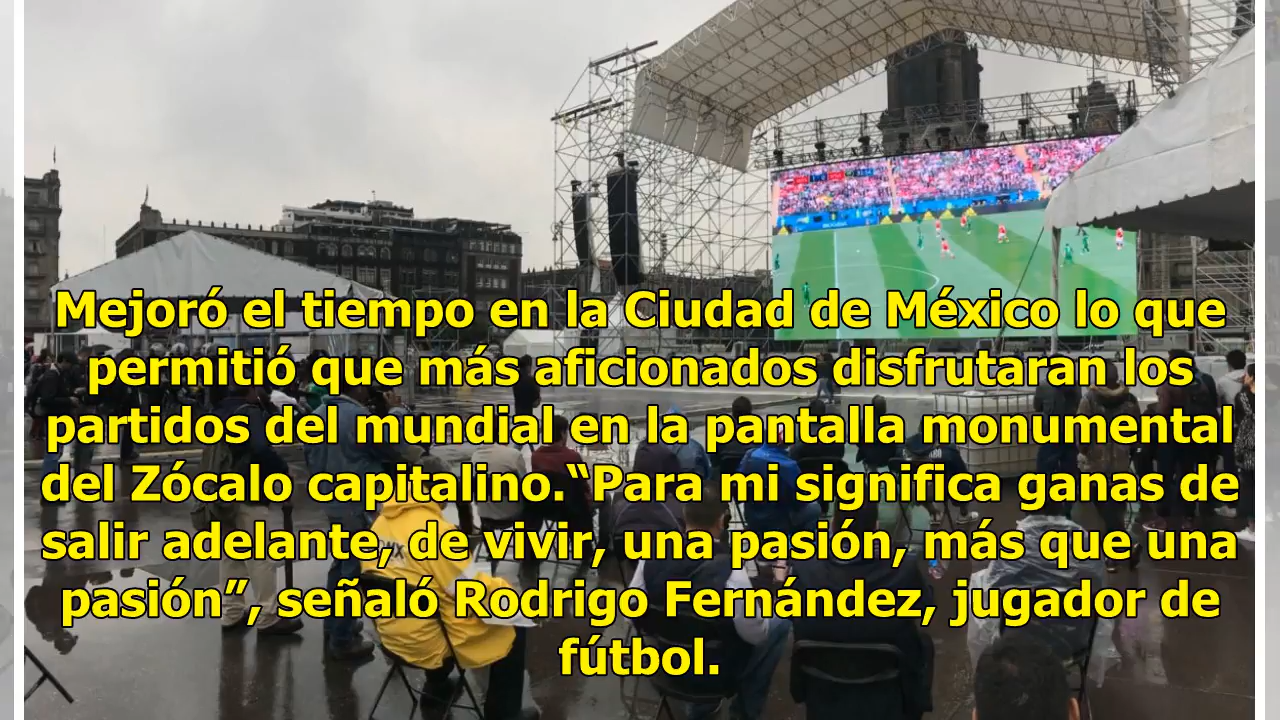 Mejoró el tiempo en la Ciudad de México lo que
permitió que más aficionados disfrutaran los
partidos del mundial en la pantalla monumental
del Zócalo capitalino.“Para mi significa ganas de
salir adelante, de vivir, una pasión, más que una
pasión”, señaló Rodrigo Fernández, jugador de
fútbol.